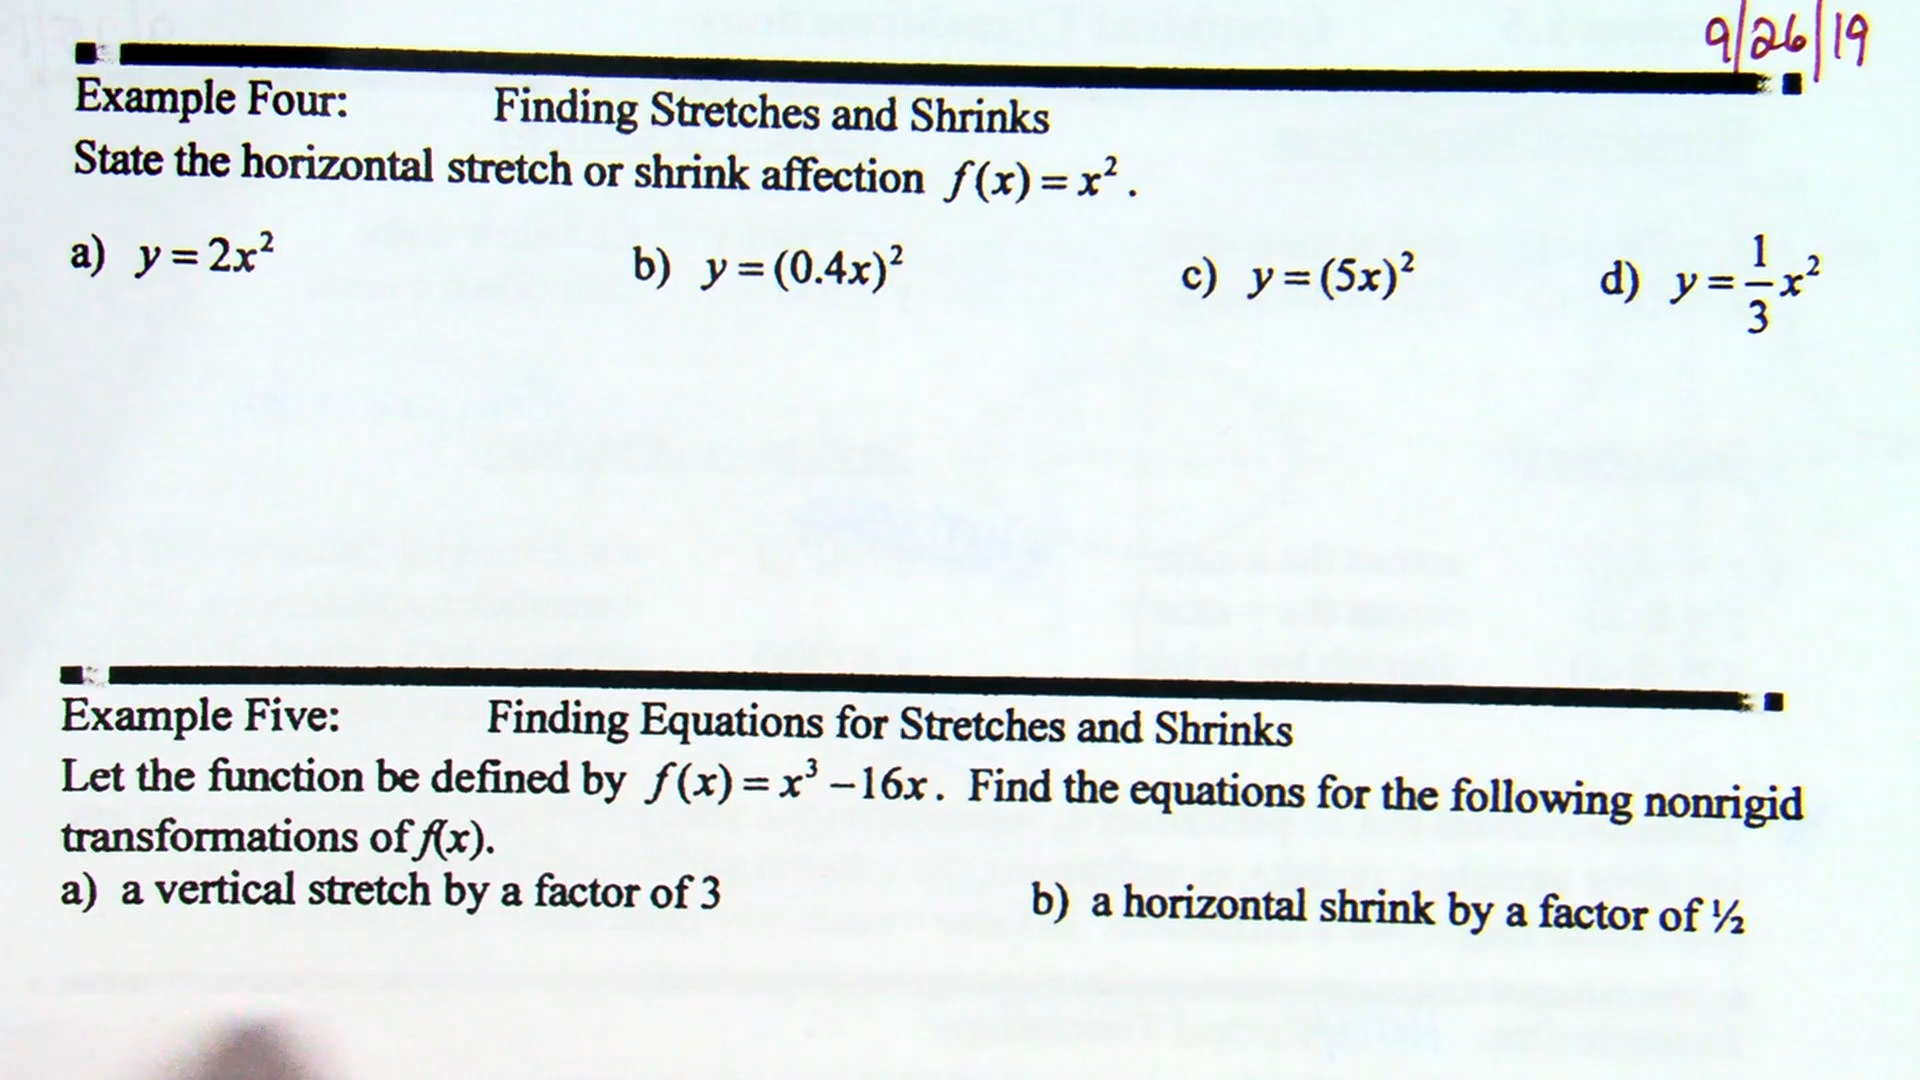 9/26/19
Example Four: Finding Stretches and Shrinks
State the horizontal stretch or shrink affection f(x) = x².
a) y = 2x² b) y = (0.4x)² c) y = (5x)² d) y = 1/3 x²
Example Five: Finding Equations for Stretches and Shrinks
Let the function be defined by f(x) = x³ – 16x. Find the equations for the following nonrigid
transformations of f(x).
a) a vertical stretch by a factor of 3 b) a horizontal shrink by a factor of ½